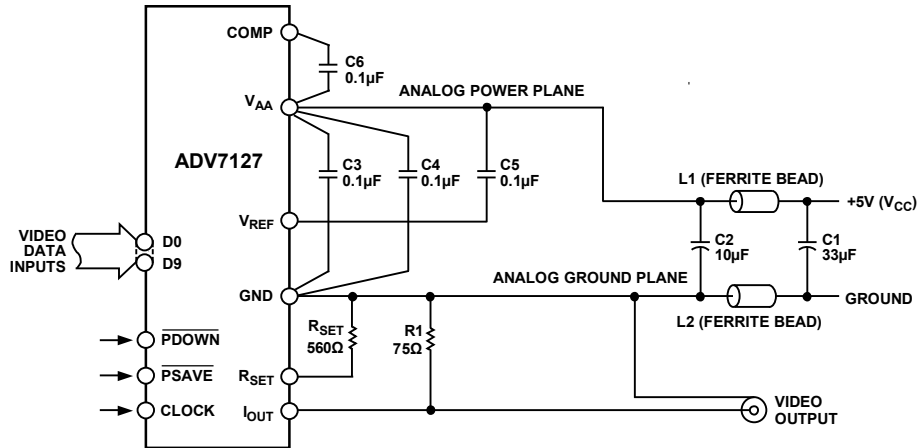 COMP
C6
0.1µF
ANALOG POWER PLANE
VAA
ADV7127
C3
0.1µF
C4
0.1µF
C5
0.1µF
L1 (FERRITE BEAD)
+5V (VCC)
VREF
VIDEO
DATA
INPUTS
D0
D9
C2
10µF
C1
33µF
ANALOG GROUND PLANE
GND
GROUND
L2 (FERRITE BEAD)
RSET
560Ω
R1
75Ω
PDOWN
PSAVE
RSET
CLOCK
IOUT
VIDEO
OUTPUT